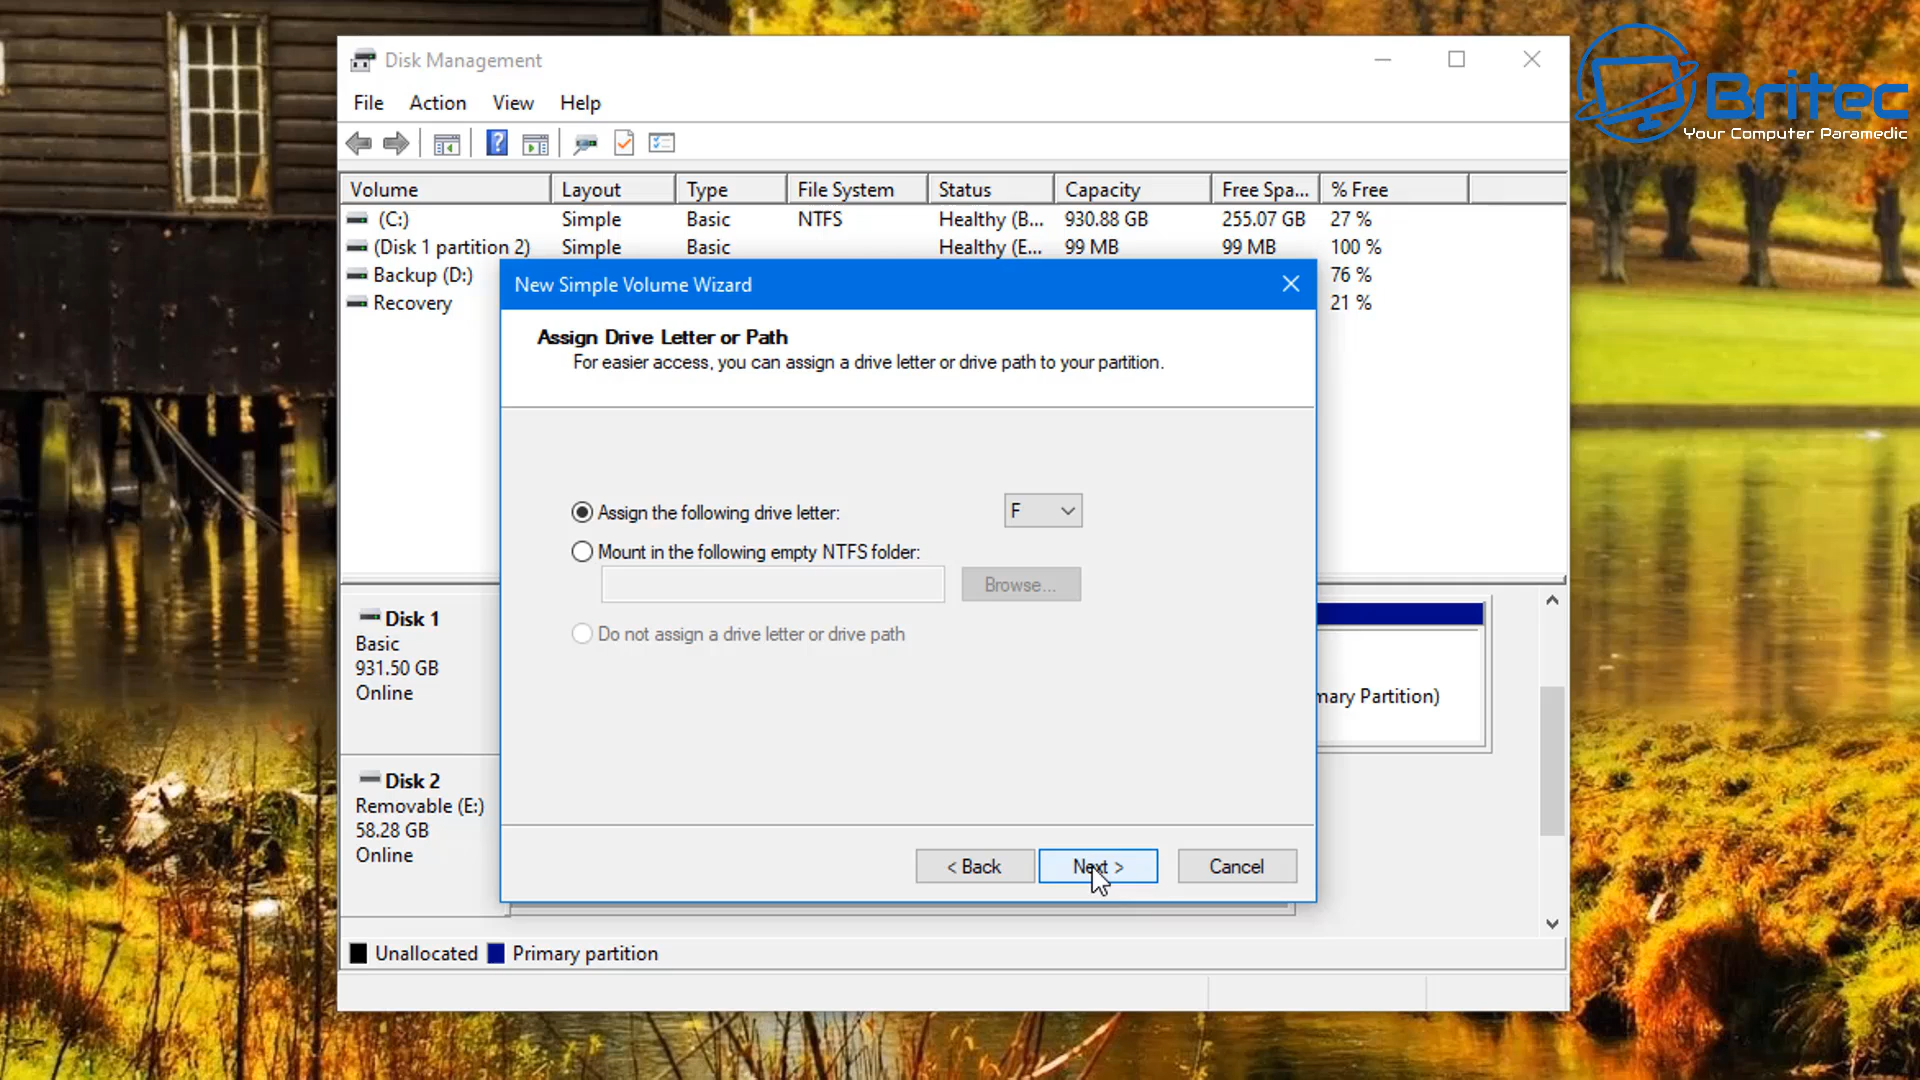 Disk Management
Britec
Your Computer Paramedic
File Action View Help
Volume Layout Type File System Status Capacity Free Spa... % Free
(C:) Simple Basic NTFS Healthy (B... 930.88 GB 255.07 GB 27 %
(Disk 1 partition 2) Simple Basic Healthy (E... 99 MB 99 MB 100 %
Backup (D:) 76 %
Recovery 21 %
New Simple Volume Wizard
Assign Drive Letter or Path
For easier access, you can assign a drive letter or drive path to your partition.
Assign the following drive letter: F
Mount in the following empty NTFS folder:
Browse...
Do not assign a drive letter or drive path
Disk 1
Basic
931.50 GB
Online
mary Partition)
Disk 2
Removable (E:)
58.28 GB
Online
< Back Next > Cancel
Unallocated Primary partition